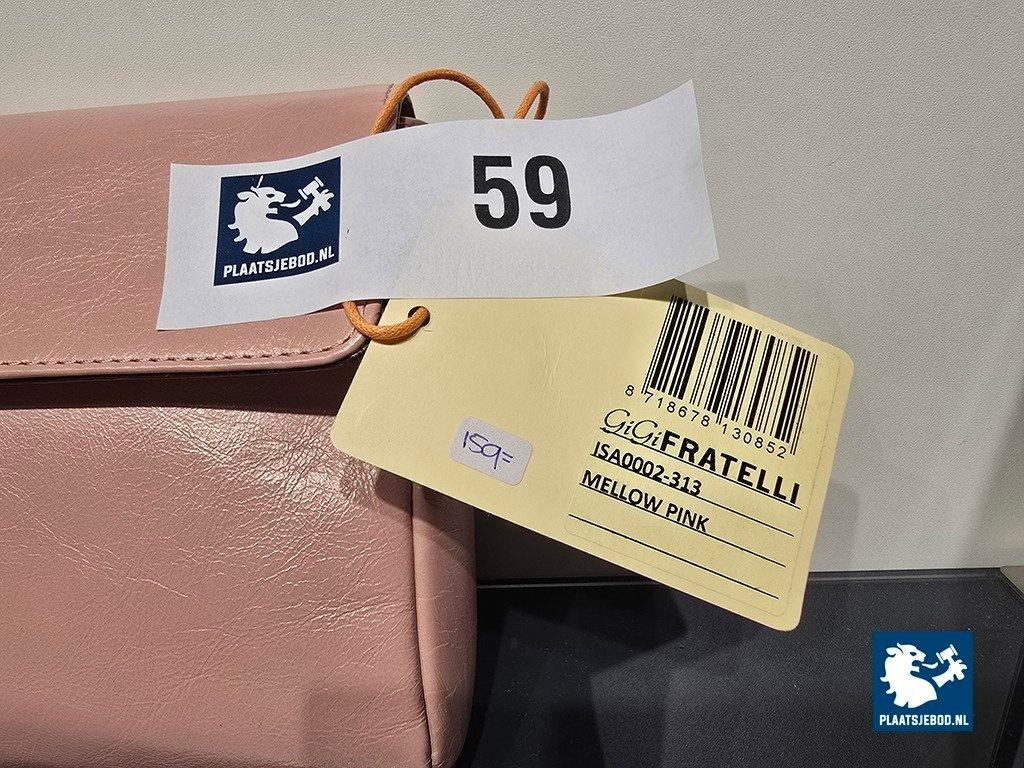 59
PLAATSJEBOD.NL
8 718678 130852
GiGi FRATELLI
ISA0002-313
MELLOW PINK
159=
PLAATSJEBOD.NL